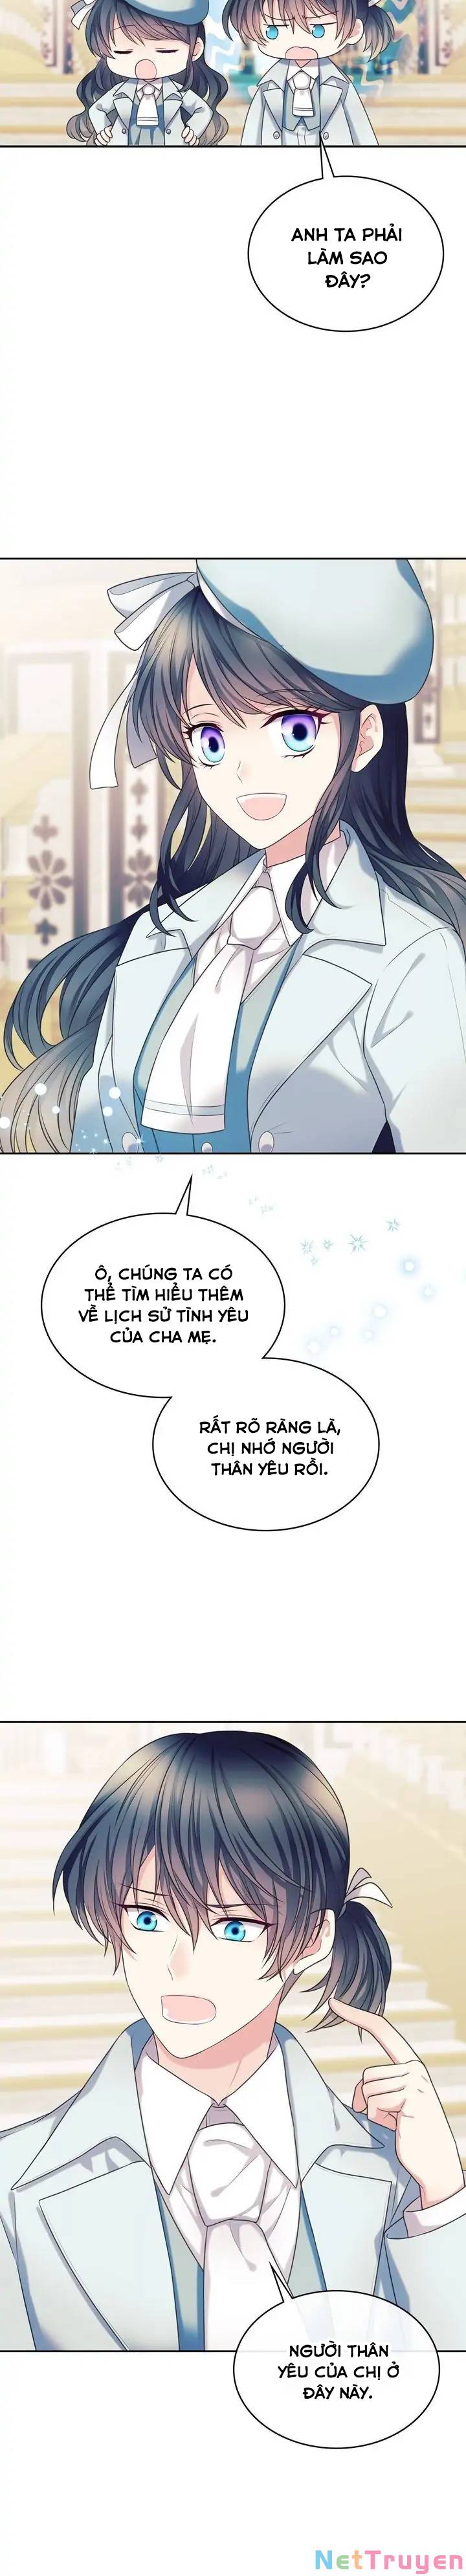 ANH TA PHẢI
LÀM SAO
ĐÂY?
Ô, CHÚNG TA CÓ
THỂ TÌM HIỂU THÊM
VỀ LỊCH SỬ TÌNH YÊU
CỦA CHA MẸ.
RẤT RÕ RÀNG LÀ,
CHỊ NHỚ NGƯỜI
THÂN YÊU RỒI.
NGƯỜI THÂN
YÊU CỦA CHỊ Ở
ĐÂY NÀY.
NetTruyen